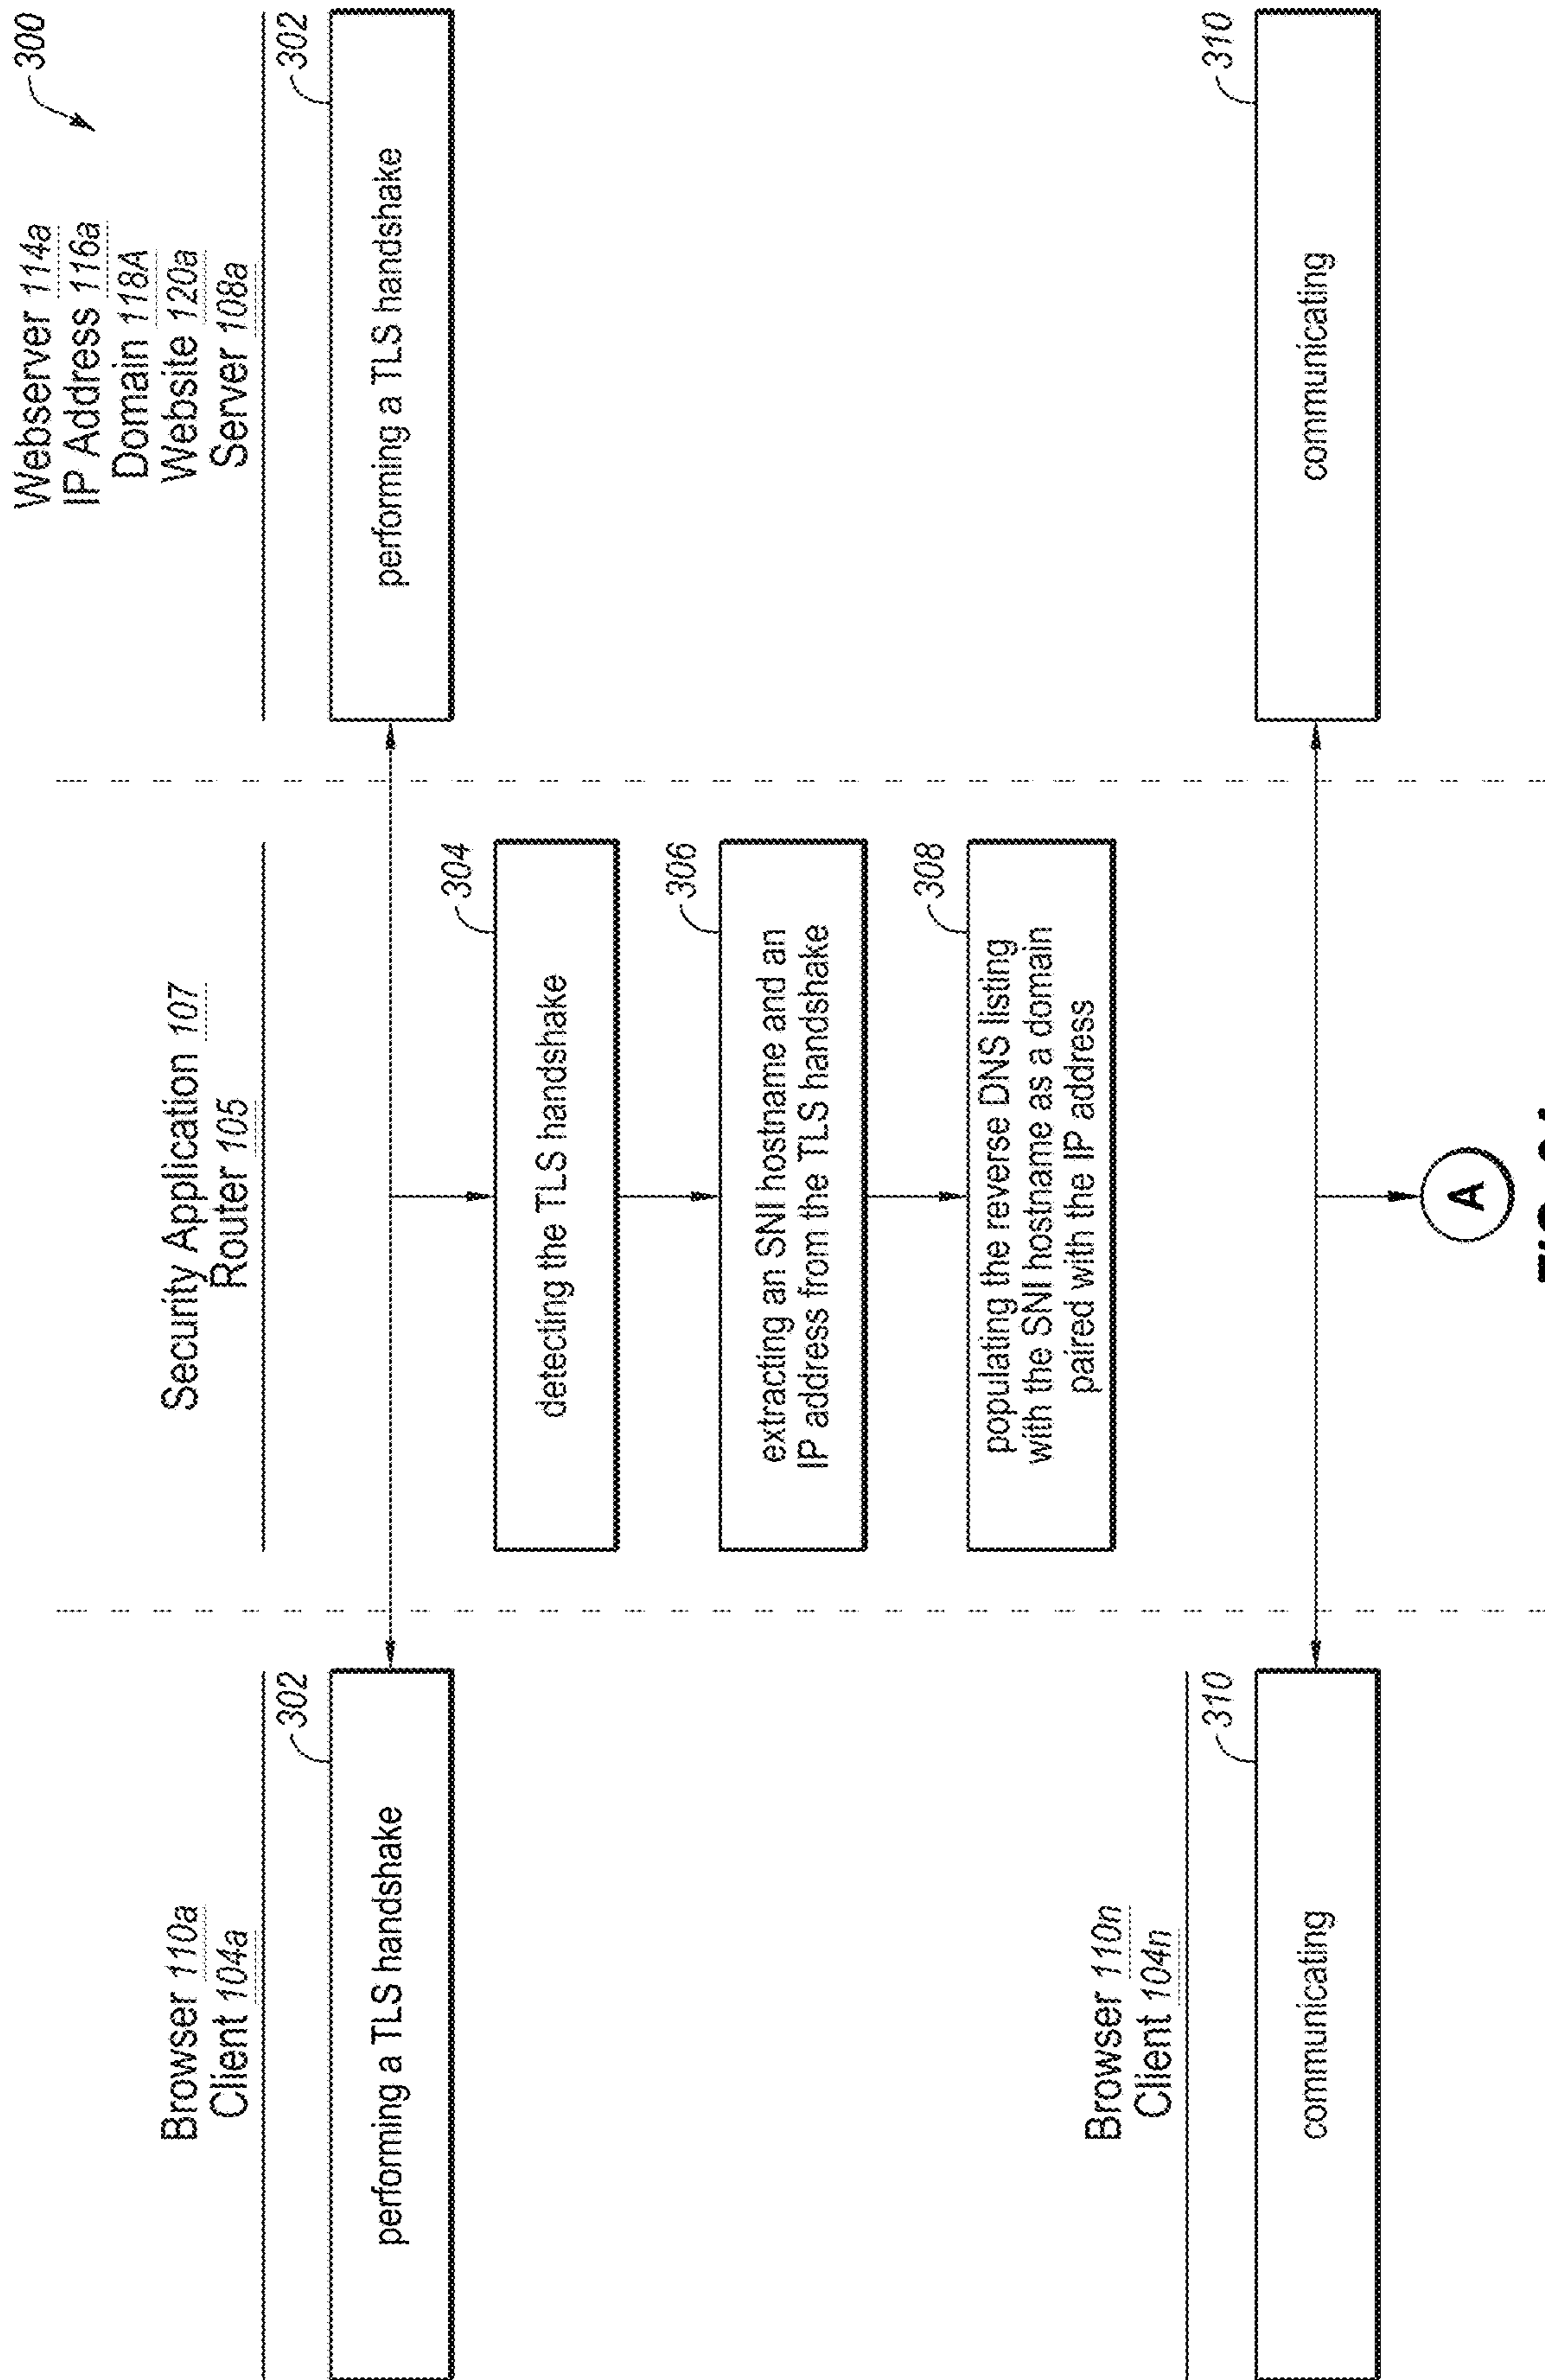 300
Webserver 114a
IP Address 116a
Domain 118A
Website 120a
Server 108a
Security Application 107
Router 105
Browser 110a
Client 104a
302
performing a TLS handshake
302
performing a TLS handshake
304
detecting the TLS handshake
306
extracting an SNI hostname and an
IP address from the TLS handshake
308
populating the reverse DNS listing
with the SNI hostname as a domain
paired with the IP address
Browser 110n
Client 104n
310
communicating
310
communicating
A